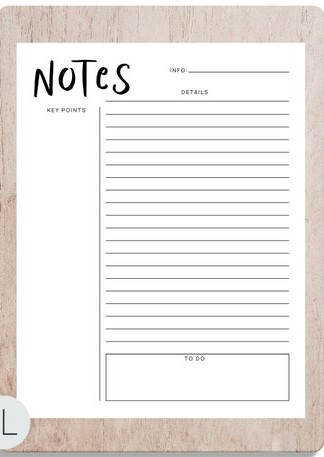 NOTES
INFO:
DETAILS
KEY POINTS
TO DO
L